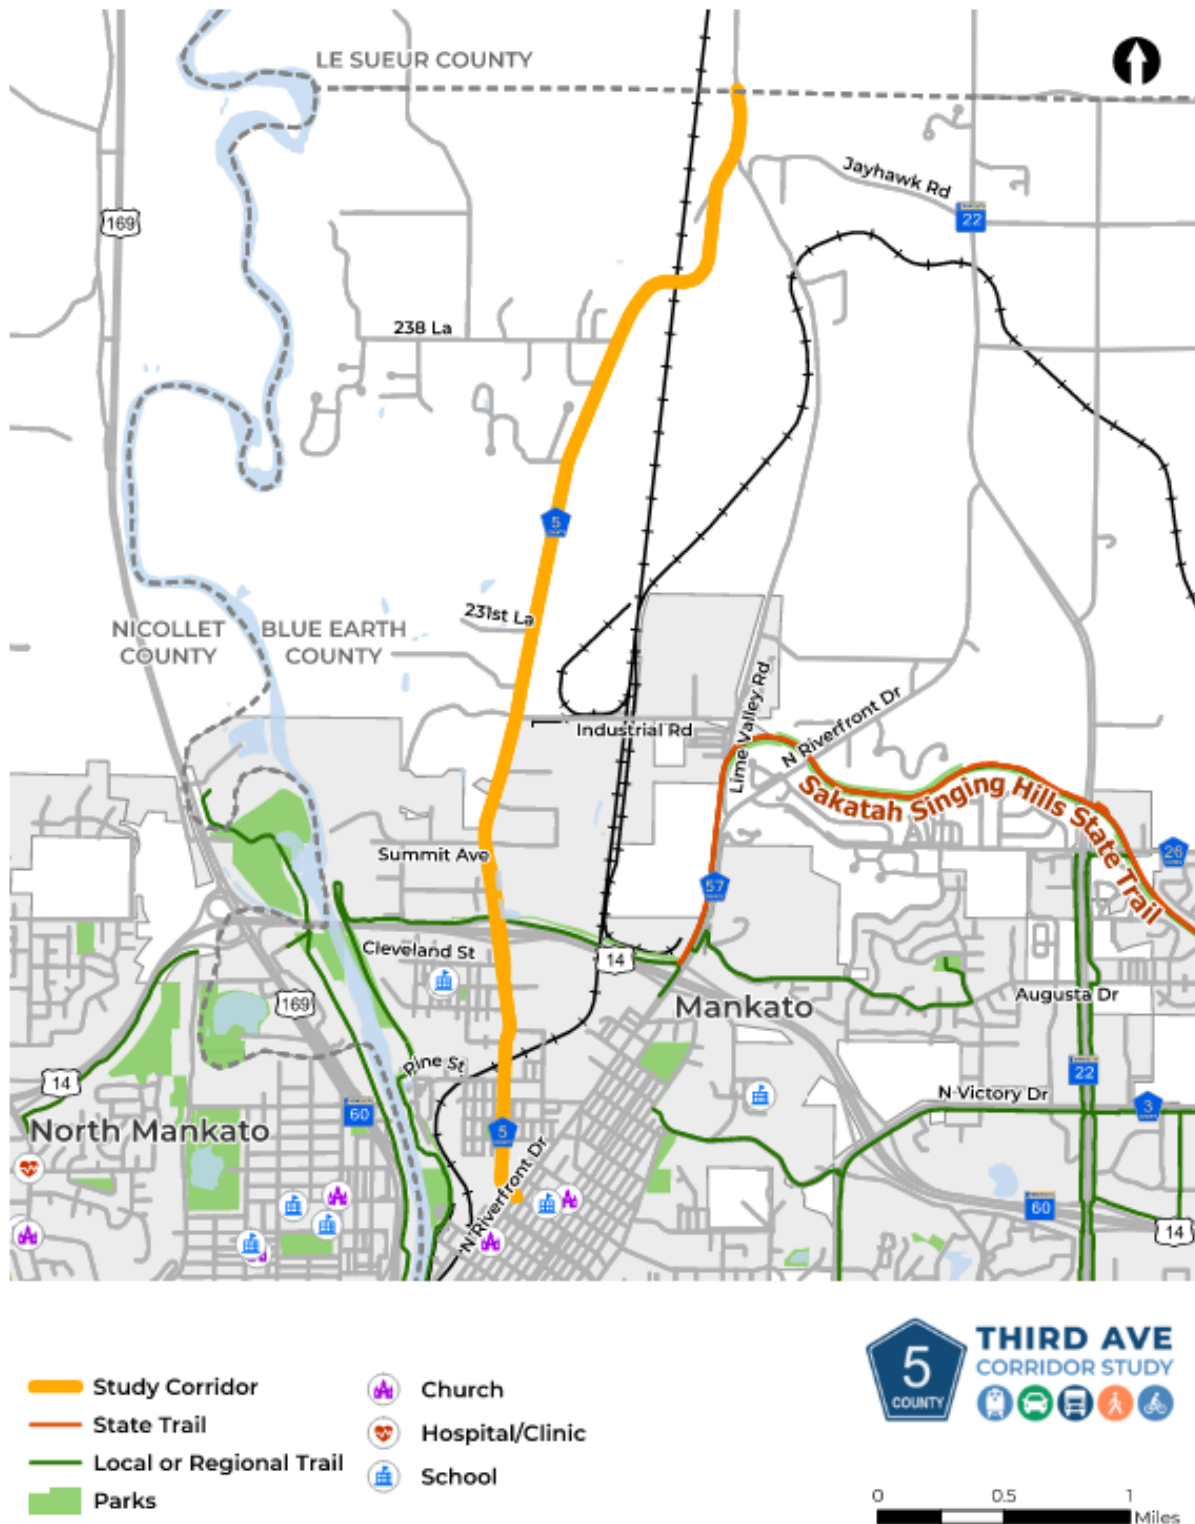 LE SUEUR COUNTY
169
Jayhawk Rd
22
238 La
5
231st La
NICOLLET
COUNTY
BLUE EARTH
COUNTY
Industrial Rd
Lime Valley Rd
N Riverfront Dr
Sakatah Singing Hills State Trail
Summit Ave
26
57
Cleveland St
14
169
Mankato
Augusta Dr
Pine St
14
60
22
N Victory Dr
3
North Mankato
5
N Riverfront Dr
60
14
Study Corridor
State Trail
Local or Regional Trail
Parks
Church
Hospital/Clinic
School
5
COUNTY
THIRD AVE
CORRIDOR STUDY
0 0.5 1
Miles